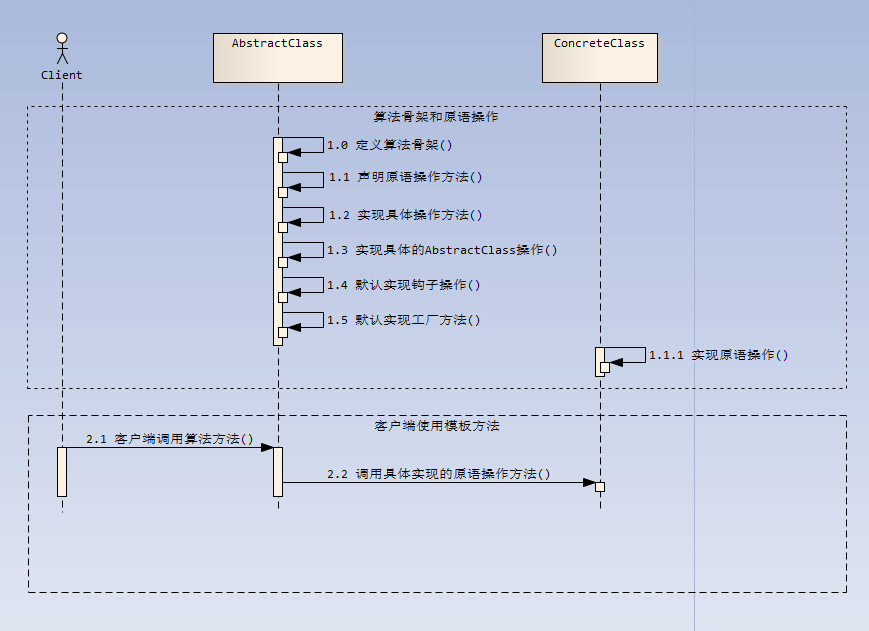 AbstractClass
ConcreteClass
Client
算法骨架和原语操作
1.0 定义算法骨架()
1.1 声明原语操作方法()
1.2 实现具体操作方法()
1.3 实现具体的AbstractClass操作()
1.4 默认实现钩子操作()
1.5 默认实现工厂方法()
1.1.1 实现原语操作()
客户端使用模板方法
2.1 客户端调用算法方法()
2.2 调用具体实现的原语操作方法()